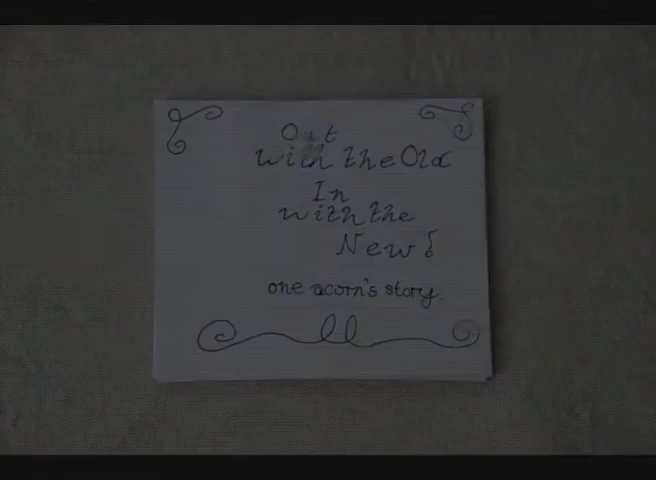 Out
with the Old
In
with the
New!
one acorn's story.